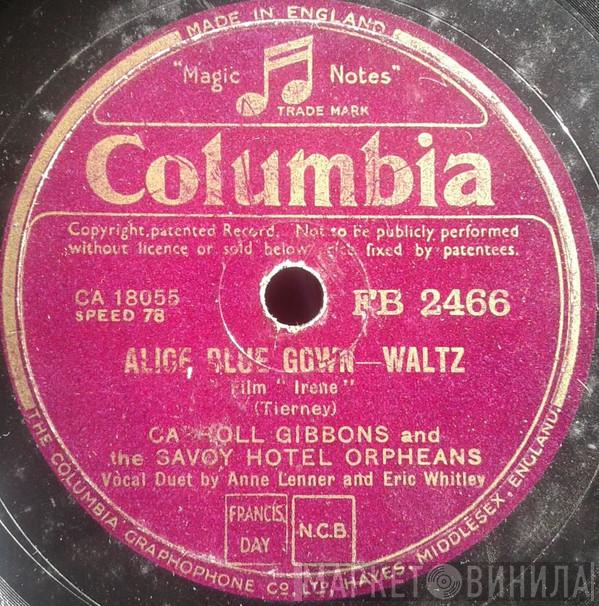 MADE IN ENGLAND
"Magic Notes"
TRADE MARK
Columbia
Copyright, patented Record. Not to be publicly performed
without licence or sold below fixed by patentees.
CA 18055
SPEED 78
FB 2466
ALICE BLUE GOWN—WALTZ
Film "Irene"
(Tierney)
CARROLL GIBBONS and
the SAVOY HOTEL ORPHEANS
Vocal Duet by Anne Lenner and Eric Whitley
FRANCIS, DAY
N.C.B.
THE COLUMBIA GRAPHOPHONE CO. LTD, HAYES, MIDDLESEX, ENGLAND.
МАРКЕТ ВИНИЛА